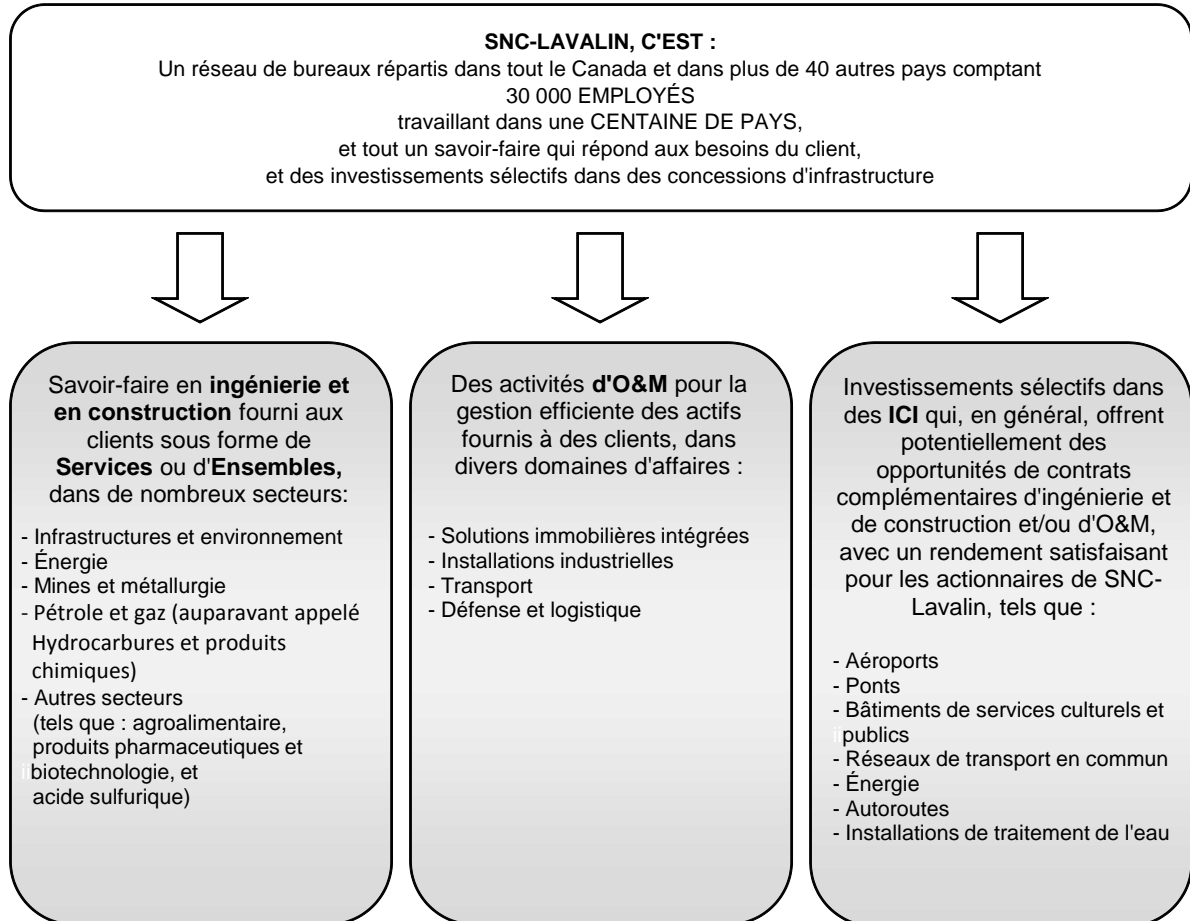 SNC-LAVALIN, C'EST :
Un réseau de bureaux répartis dans tout le Canada et dans plus de 40 autres pays comptant
30 000 EMPLOYÉS
travaillant dans une CENTAINE DE PAYS,
et tout un savoir-faire qui répond aux besoins du client,
et des investissements sélectifs dans des concessions d'infrastructure
Savoir-faire en ingénierie et
en construction fourni aux
clients sous forme de
Services ou d'Ensembles,
dans de nombreux secteurs:
- Infrastructures et environnement
- Énergie
- Mines et métallurgie
- Pétrole et gaz (auparavant appelé
Hydrocarbures et produits
chimiques)
- Autres secteurs
(tels que : agroalimentaire,
produits pharmaceutiques et
iibiotechnologie, et
acide sulfurique)
Des activités d'O&M pour la
gestion efficiente des actifs
fournis à des clients, dans
divers domaines d'affaires :
- Solutions immobilières intégrées
- Installations industrielles
- Transport
- Défense et logistique
Investissements sélectifs dans
des ICI qui, en général, offrent
potentiellement des
opportunités de contrats
complémentaires d'ingénierie et
de construction et/ou d'O&M,
avec un rendement satisfaisant
pour les actionnaires de SNC-
Lavalin, tels que :
- Aéroports
- Ponts
- Bâtiments de services culturels et
iipublics
- Réseaux de transport en commun
- Énergie
- Autoroutes
- Installations de traitement de l'eau